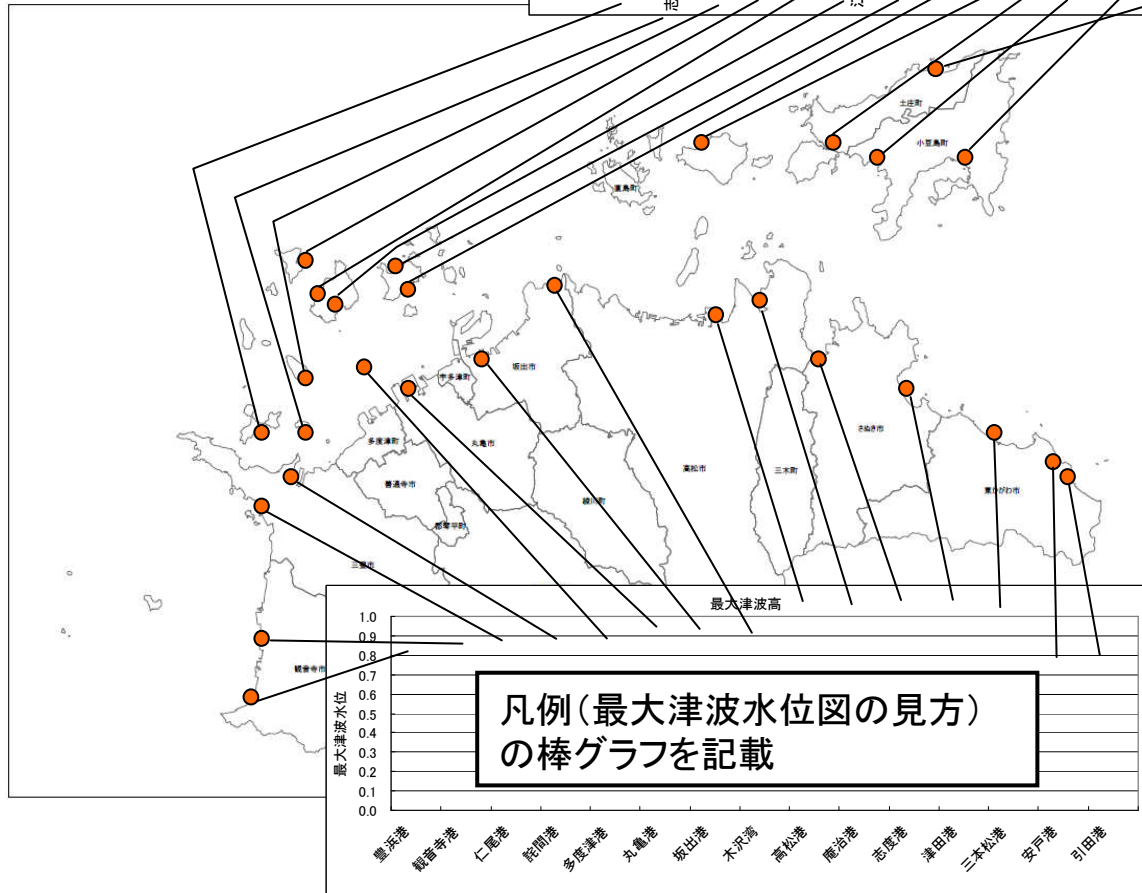 土庄町
小豆島町
直島町
坂出市
宇多津町
多度津町
丸亀市
さぬき市
高松市
三木町
善通寺市
綾川町
東かがわ市
三豊市
観音寺市
最大津波高
最大津波水位
1.0
0.9
0.8
0.7
0.6
0.5
0.4
0.3
0.2
0.1
0.0
凡例(最大津波水位図の見方)
の棒グラフを記載
豊浜港
観音寺港
仁尾港
詫間港
多度津港
丸亀港
坂出港
木沢湾
高松港
庵治港
志度港
津田港
三本松港
安戸港
引田港